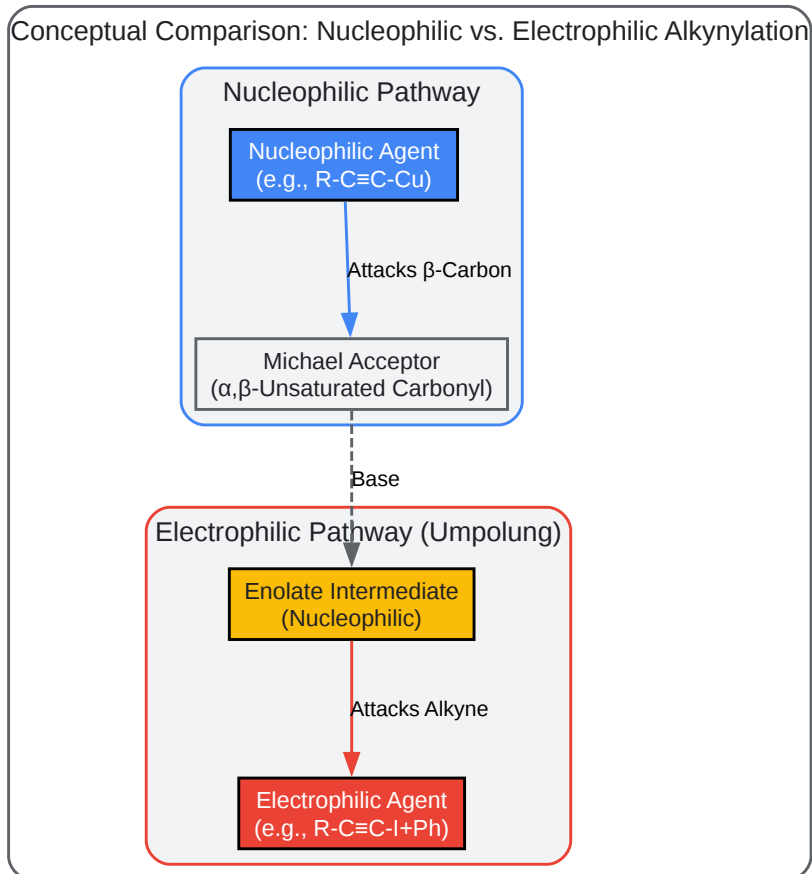 Conceptual Comparison: Nucleophilic vs. Electrophilic Alkynylation
Nucleophilic Pathway
Nucleophilic Agent
(e.g., R-C≡C-Cu)
Attacks β-Carbon
Michael Acceptor
(α,β-Unsaturated Carbonyl)
Base
Electrophilic Pathway (Umpolung)
Enolate Intermediate
(Nucleophilic)
Attacks Alkyne
Electrophilic Agent
(e.g., R-C≡C-I+Ph)